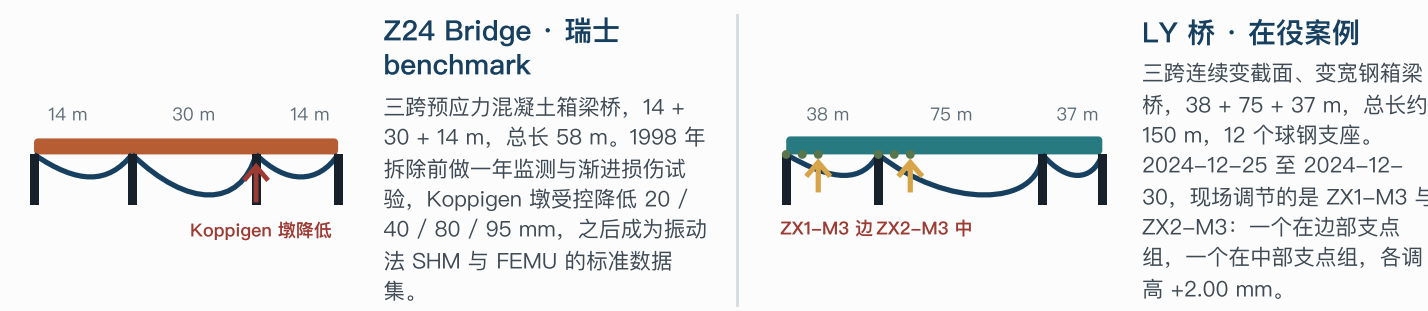 14 m
30 m
14 m
Koppigen 墩降低
Z24 Bridge · 瑞士
benchmark
三跨预应力混凝土箱梁桥，14 +
30 + 14 m，总长 58 m。1998 年
拆除前做一年监测与渐进损伤试
验，Koppigen 墩受控降低 20 /
40 / 80 / 95 mm，之后成为振动
法 SHM 与 FEMU 的标准数据
集。
38 m
75 m
37 m
ZX1–M3 边
ZX2–M3 中
LY 桥 · 在役案例
三跨连续变截面、变宽钢箱梁
桥，38 + 75 + 37 m，总长约
150 m，12 个球钢支座。
2024–12–25 至 2024–12–
30，现场调节的是 ZX1–M3 与
ZX2–M3：一个在边部支点
组，一个在中部支点组，各调
高 +2.00 mm。